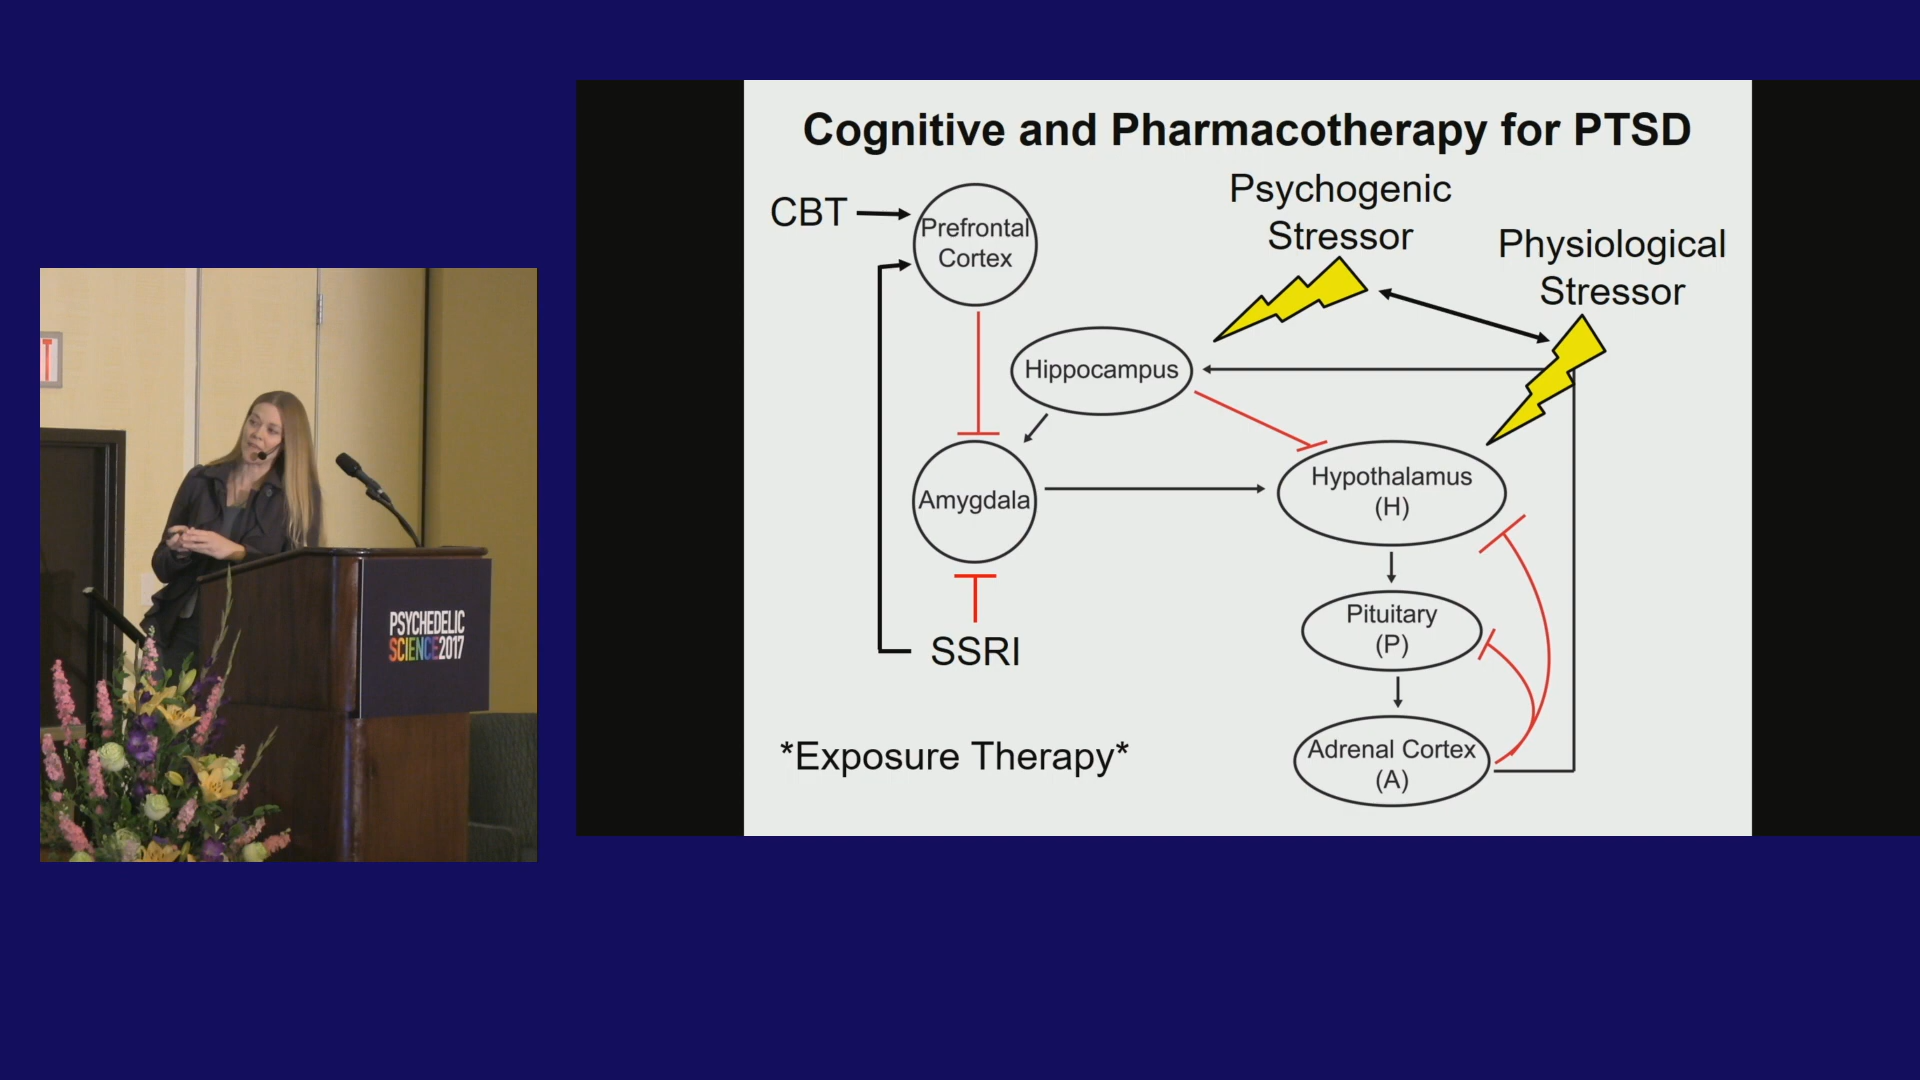 Cognitive and Pharmacotherapy for PTSD
CBT
Prefrontal
Cortex
Psychogenic
Stressor
Physiological
Stressor
Hippocampus
Amygdala
Hypothalamus
(H)
Pituitary
(P)
SSRI
*Exposure Therapy*
Adrenal Cortex
(A)
PSYCHEDELIC
SCIENCE2017